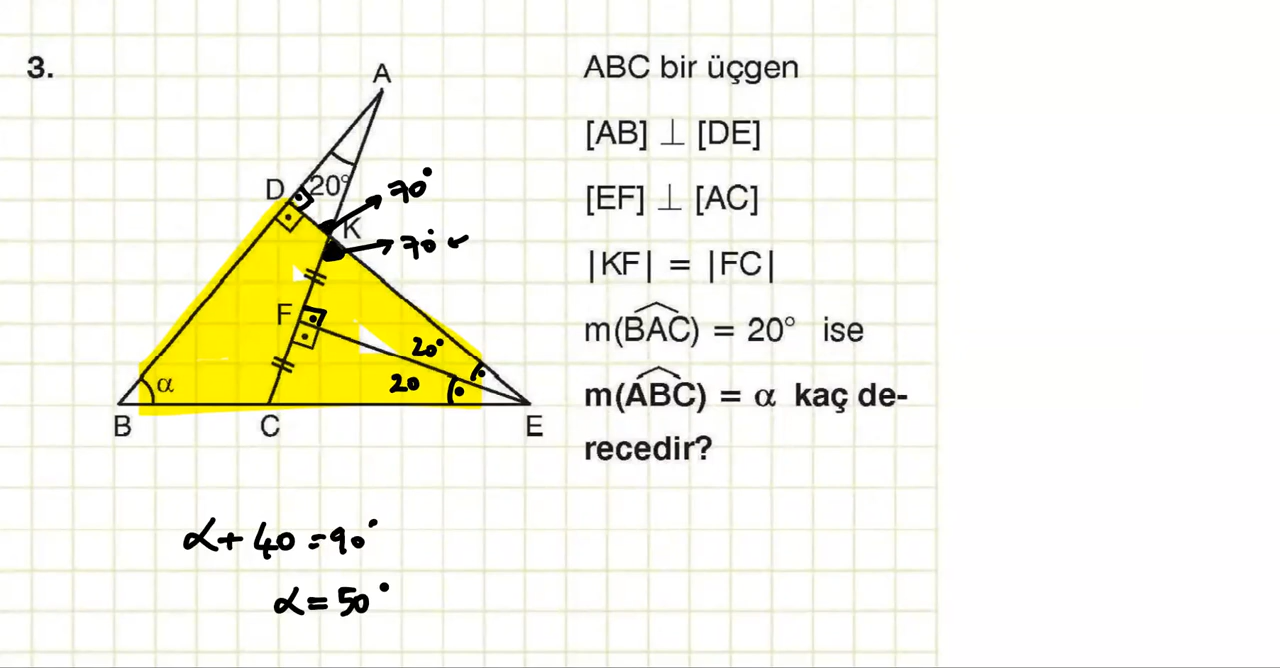 3.
ABC bir üçgen
[AB] ⊥ [DE]
[EF] ⊥ [AC]
|KF| = |FC|
m(BAC) = 20° ise
m(ABC) = α kaç de-
recedir?
A
D
20°
70°
K
70°
F
20°
20
α
B
C
E
α + 40 = 90°
α = 50°